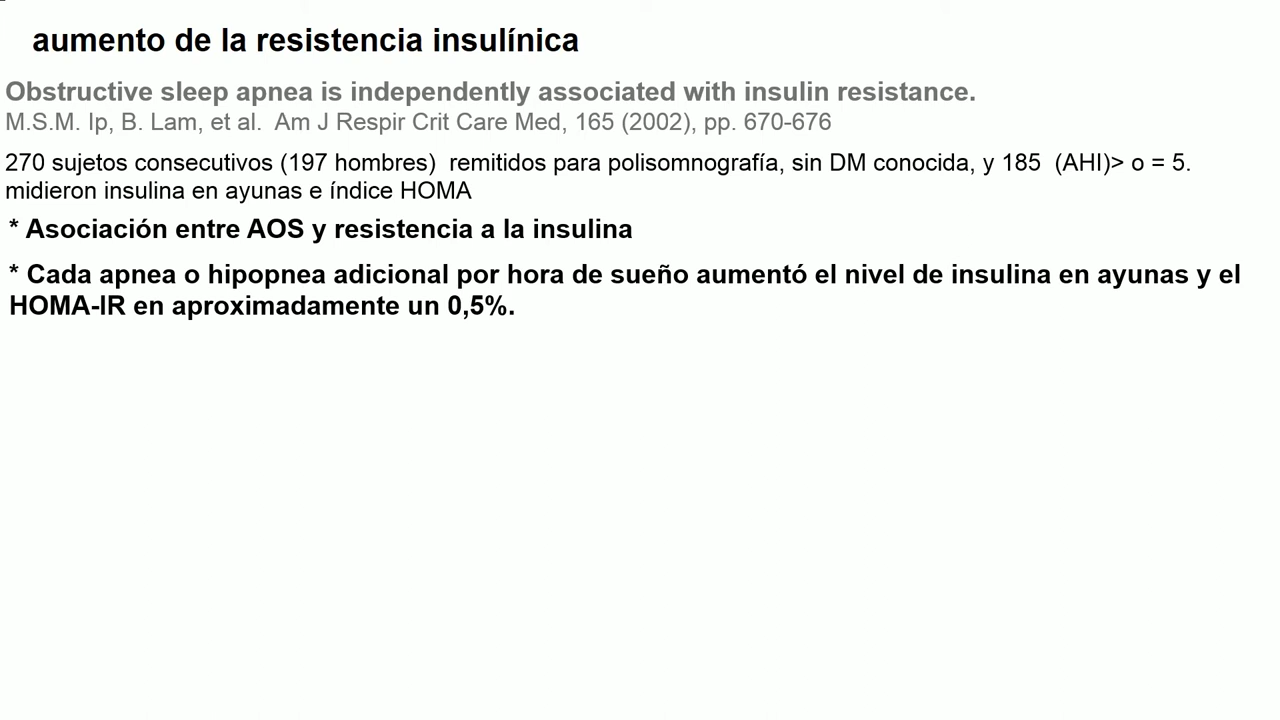 aumento de la resistencia insulínica
Obstructive sleep apnea is independently associated with insulin resistance.
M.S.M. Ip, B. Lam, et al.  Am J Respir Crit Care Med, 165 (2002), pp. 670-676
270 sujetos consecutivos (197 hombres)  remitidos para polisomnografía, sin DM conocida, y 185  (AHI)> o = 5.
midieron insulina en ayunas e índice HOMA
* Asociación entre AOS y resistencia a la insulina
* Cada apnea o hipopnea adicional por hora de sueño aumentó el nivel de insulina en ayunas y el
HOMA-IR en aproximadamente un 0,5%.